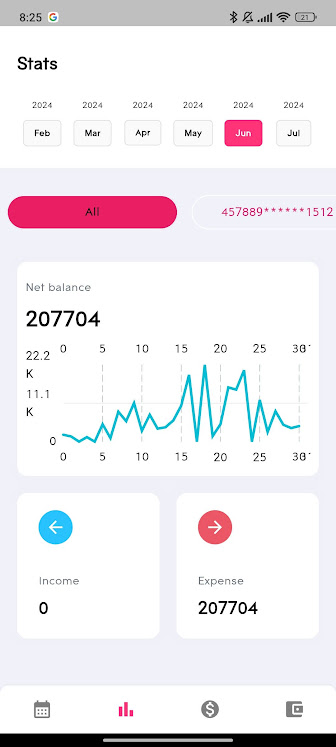 8:25 G 21
Stats
2024 2024 2024 2024 2024 2024
Feb Mar Apr May Jun Jul
All 457889******1512
Net balance
207704
0 5 10 15 20 25 30
22.2
K
11.1
K
0
0 5 10 15 20 25 30
Income Expense
0 207704